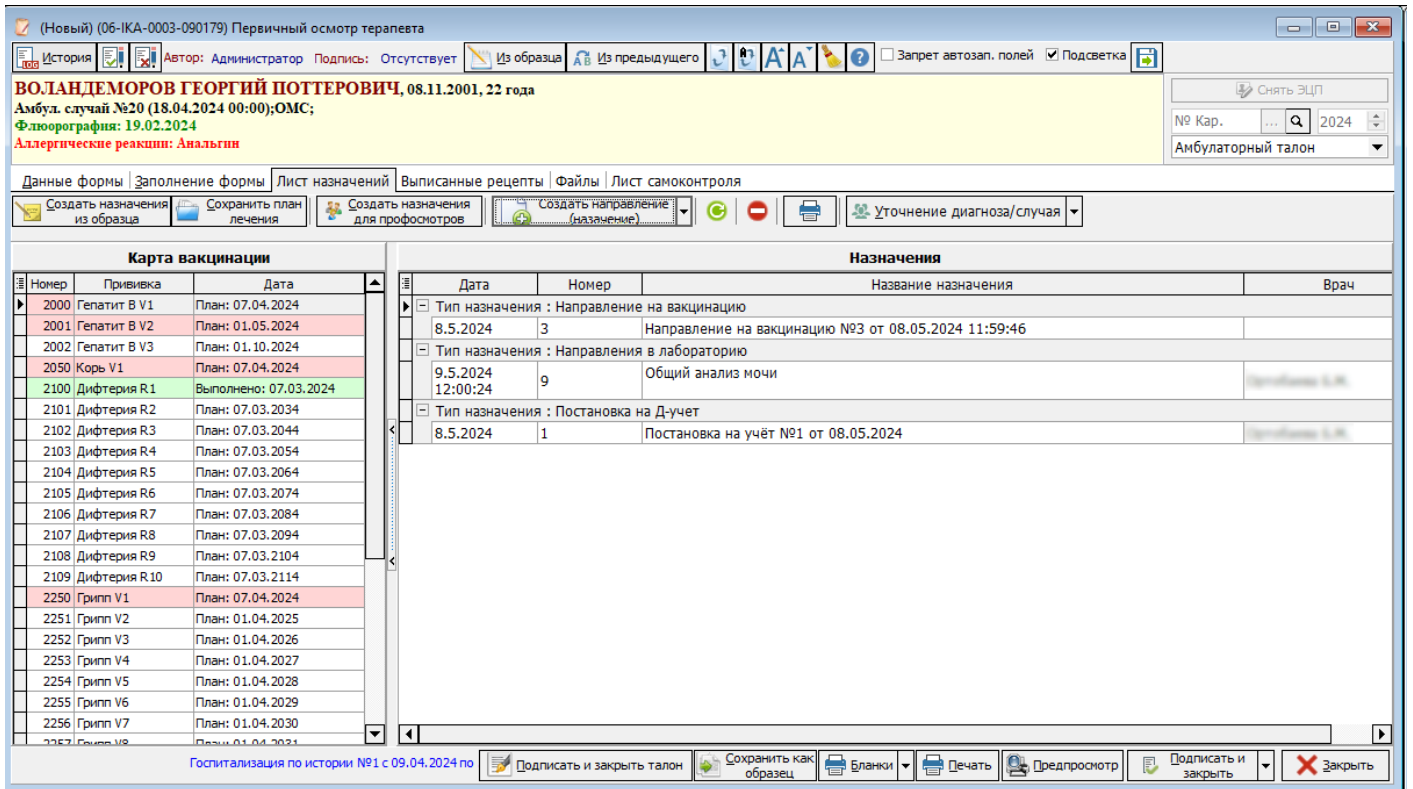 (Новый) (06-IKA-0003-090179) Первичный осмотр терапевта
LOG История Автор: Администратор Подпись: Отсутствует Из образца Из предыдущего Запрет автозап. полей Подсветка
ВОЛАНДЕМОРОВ ГЕОРГИЙ ПОТТЕРОВИЧ, 08.11.2001, 22 года
Амбул. случай №20 (18.04.2024 00:00);ОМС;
Флюорография: 19.02.2024
Аллергические реакции: Анальгин
Снять ЭЦП
№ Кар. ... 2024
Амбулаторный талон
Данные формы Заполнение формы Лист назначений Выписанные рецепты Файлы Лист самоконтроля
Создать назначения из образца
Сохранить план лечения
Создать назначения для профосмотров
Создать направление (назачение)
Уточнение диагноза/случая
Карта вакцинации
Номер Прививка Дата
2000 Гепатит В V1 План: 07.04.2024
2001 Гепатит В V2 План: 01.05.2024
2002 Гепатит В V3 План: 01.10.2024
2050 Корь V1 План: 07.04.2024
2100 Дифтерия R1 Выполнено: 07.03.2024
2101 Дифтерия R2 План: 07.03.2034
2102 Дифтерия R3 План: 07.03.2044
2103 Дифтерия R4 План: 07.03.2054
2104 Дифтерия R5 План: 07.03.2064
2105 Дифтерия R6 План: 07.03.2074
2106 Дифтерия R7 План: 07.03.2084
2107 Дифтерия R8 План: 07.03.2094
2108 Дифтерия R9 План: 07.03.2104
2109 Дифтерия R10 План: 07.03.2114
2250 Грипп V1 План: 07.04.2024
2251 Грипп V2 План: 01.04.2025
2252 Грипп V3 План: 01.04.2026
2253 Грипп V4 План: 01.04.2027
2254 Грипп V5 План: 01.04.2028
2255 Грипп V6 План: 01.04.2029
2256 Грипп V7 План: 01.04.2030
2257 Грипп V8 План: 01.04.2031
Назначения
Дата Номер Название назначения Врач
Тип назначения : Направление на вакцинацию
8.5.2024 3 Направление на вакцинацию №3 от 08.05.2024 11:59:46
Тип назначения : Направления в лабораторию
9.5.2024 12:00:24 9 Общий анализ мочи
Тип назначения : Постановка на Д-учет
8.5.2024 1 Постановка на учёт №1 от 08.05.2024
Госпитализация по истории №1 с 09.04.2024 по
Подписать и закрыть талон
Сохранить как образец
Бланки
Печать
Предпросмотр
Подписать и закрыть
Закрыть